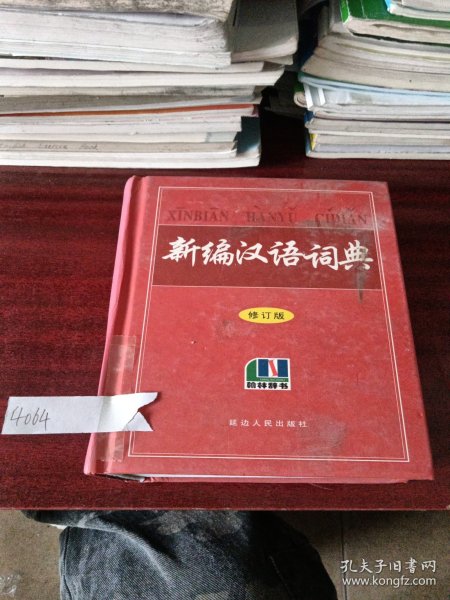 XINBIAN HANYU CIDIAN
新编汉语词典
修订版
翰林辞书
延边人民出版社
4064
孔夫子旧书网
www.kongfz.com